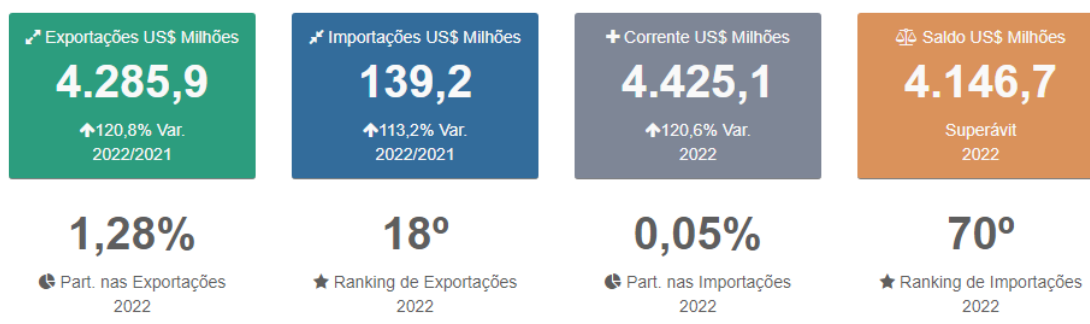 Exportações US$ Milhões
4.285,9
120,8% Var.
2022/2021
Importações US$ Milhões
139,2
113,2% Var.
2022/2021
Corrente US$ Milhões
4.425,1
120,6% Var.
2022
Saldo US$ Milhões
4.146,7
Superávit
2022
1,28%
Part. nas Exportações
2022
18º
Ranking de Exportações
2022
0,05%
Part. nas Importações
2022
70º
Ranking de Importações
2022